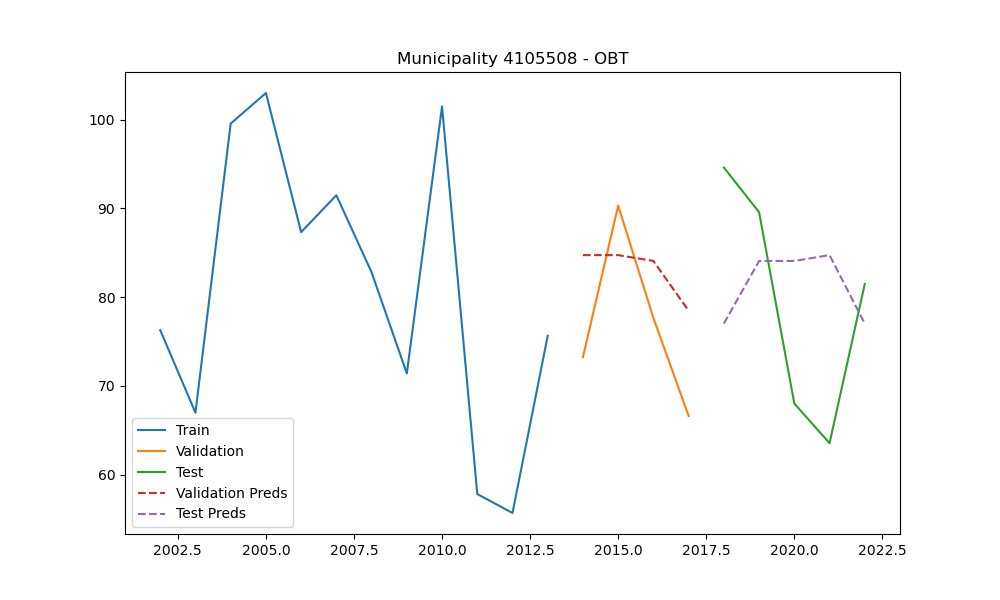 Municipality 4105508 - OBT
100
90
80
70
60
Train
Validation
Test
Validation Preds
Test Preds
2002.5 2005.0 2007.5 2010.0 2012.5 2015.0 2017.5 2020.0 2022.5